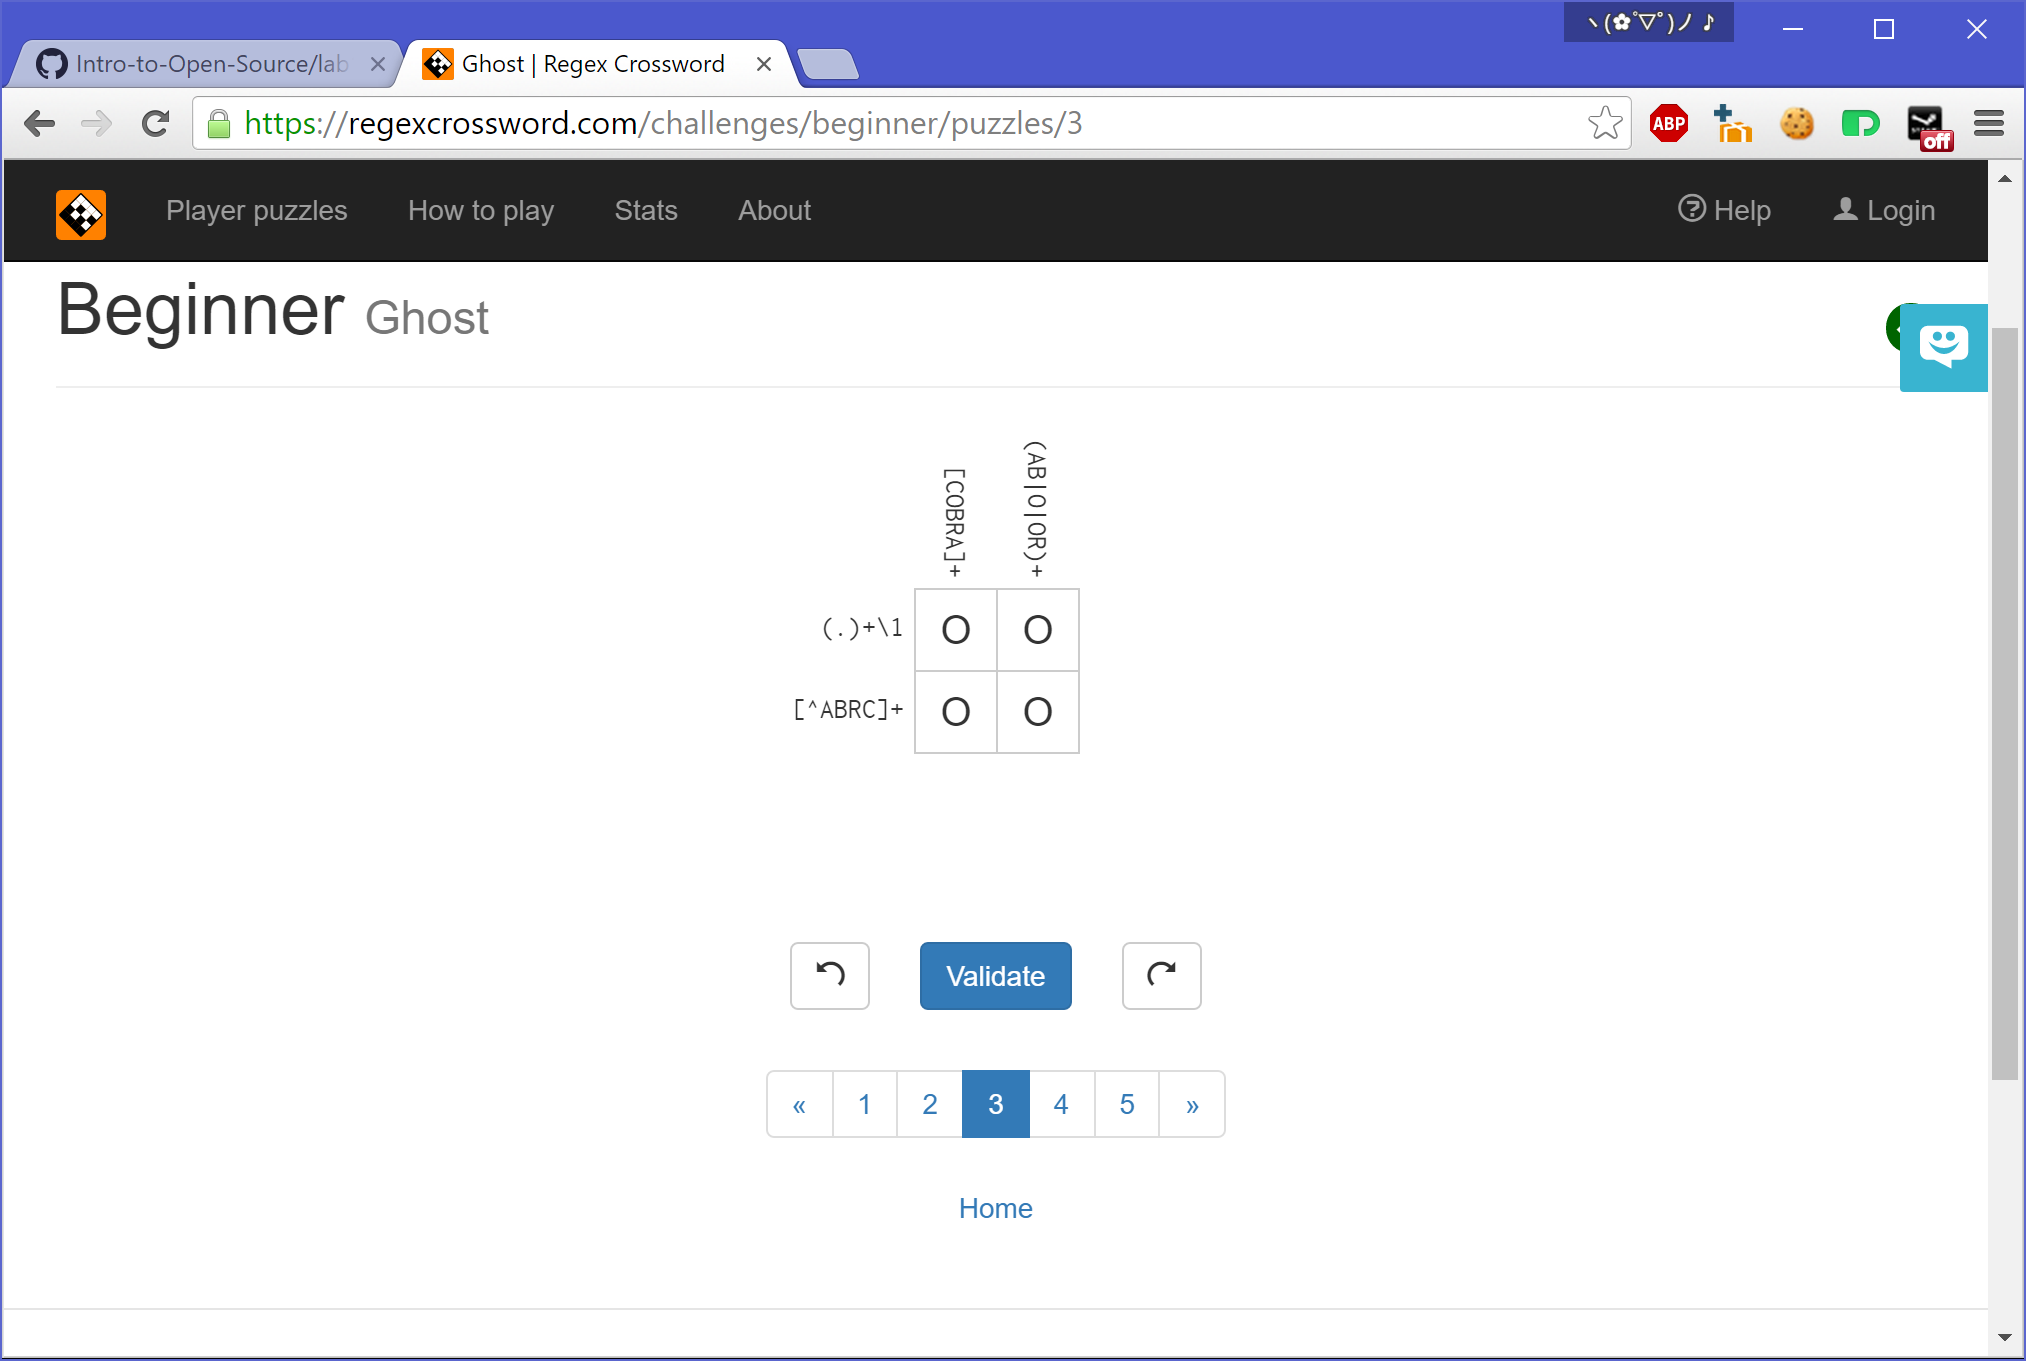 ヽ(✿ﾟ▽ﾟ)ノ ♪
Intro-to-Open-Source/lab
Ghost | Regex Crossword
https://regexcrossword.com/challenges/beginner/puzzles/3
ABP
off
Player puzzles How to play Stats About Help Login
Beginner Ghost
[COBRA]+
(AB|O|OR)+
(.)+\1 O O
[^ABRC]+ O O
Validate
« 1 2 3 4 5 »
Home